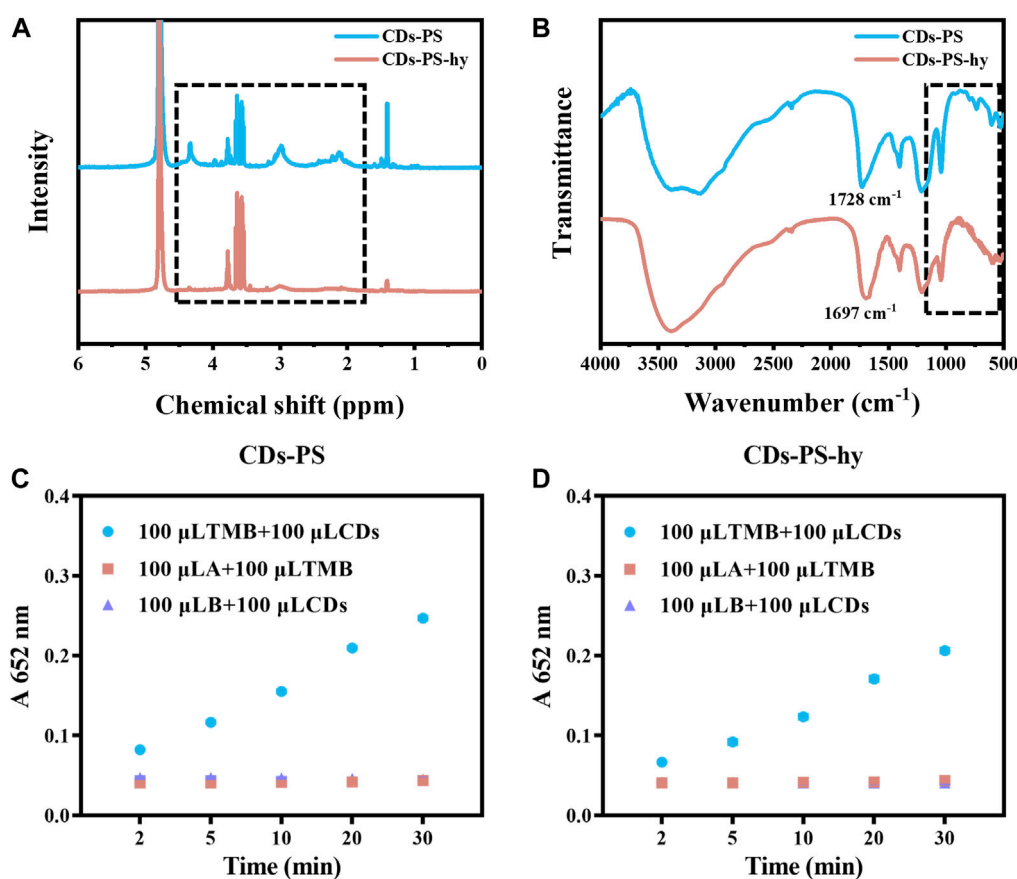 A
CDs-PS
CDs-PS-hy
Intensity
6 5 4 3 2 1 0
Chemical shift (ppm)
B
CDs-PS
CDs-PS-hy
1728 cm⁻¹
1697 cm⁻¹
Transmittance
4000 3500 3000 2500 2000 1500 1000 500
Wavenumber (cm⁻¹)
CDs-PS
C
0.4
0.3
0.2
0.1
0.0
A 652 nm
100 μLTMB+100 μLCDs
100 μLA+100 μLTMB
100 μLB+100 μLCDs
2 5 10 20 30
Time (min)
CDs-PS-hy
D
0.4
0.3
0.2
0.1
0.0
A 652 nm
100 μLTMB+100 μLCDs
100 μLA+100 μLTMB
100 μLB+100 μLCDs
2 5 10 20 30
Time (min)